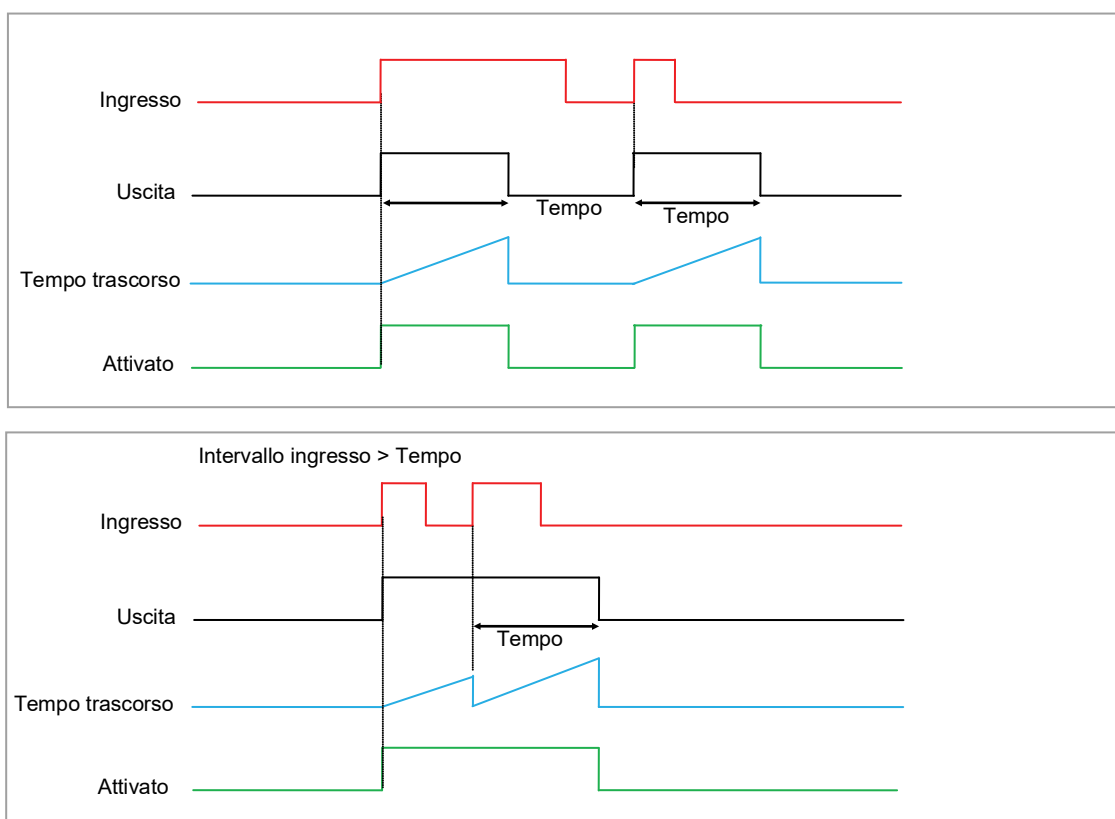 Ingresso
Uscita
Tempo
Tempo
Tempo trascorso
Attivato
Intervallo ingresso > Tempo
Ingresso
Uscita
Tempo
Tempo trascorso
Attivato